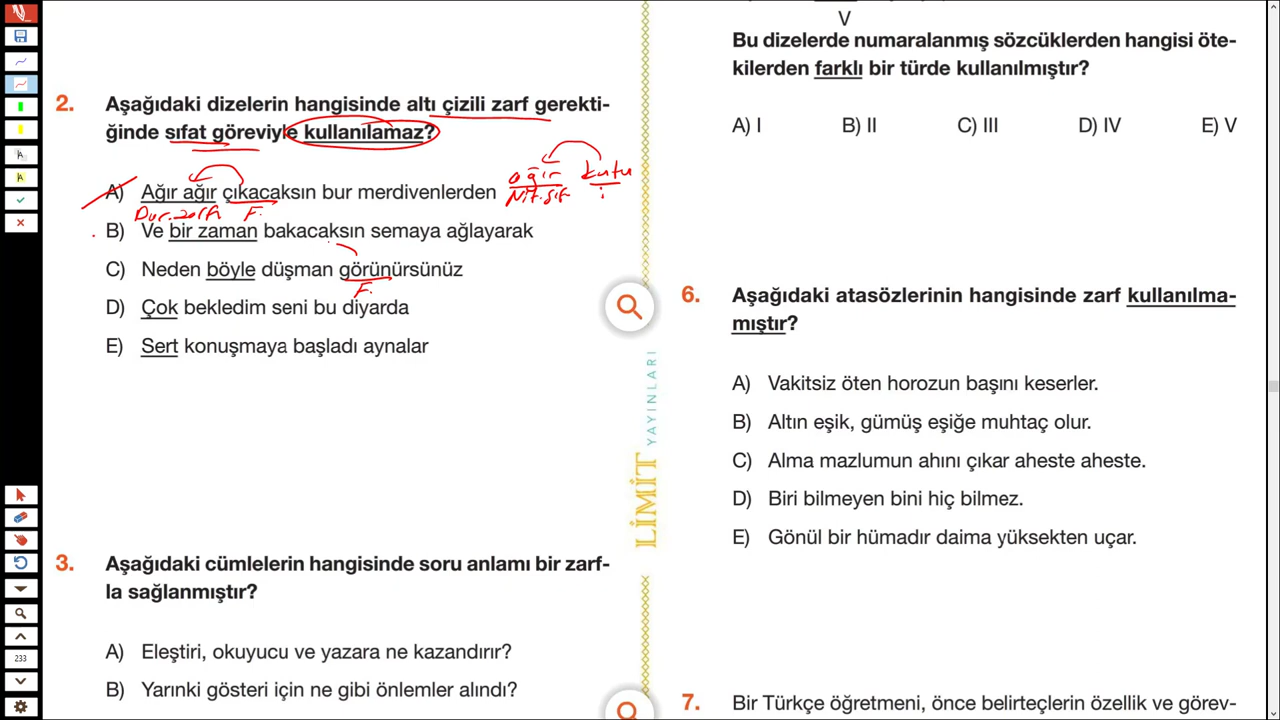 2. Aşağıdaki dizelerin hangisinde altı çizili zarf gerekti-
ğinde sıfat göreviyle kullanılamaz?
A) Ağır ağır çıkacaksın bur merdivenlerden
Dur. zarfı F.
ağır kutu
Nit. sıf i
B) Ve bir zaman bakacaksın semaya ağlayarak
C) Neden böyle düşman görünürsünüz
F.
D) Çok bekledim seni bu diyarda
E) Sert konuşmaya başladı aynalar
3. Aşağıdaki cümlelerin hangisinde soru anlamı bir zarf-
la sağlanmıştır?
A) Eleştiri, okuyucu ve yazara ne kazandırır?
B) Yarınki gösteri için ne gibi önlemler alındı?
LİMİT YAYINLARI
V
Bu dizelerde numaralanmış sözcüklerden hangisi öte-
kilerden farklı bir türde kullanılmıştır?
A) I B) II C) III D) IV E) V
6. Aşağıdaki atasözlerinin hangisinde zarf kullanılma-
mıştır?
A) Vakitsiz öten horozun başını keserler.
B) Altın eşik, gümüş eşiğe muhtaç olur.
C) Alma mazlumun ahını çıkar aheste aheste.
D) Biri bilmeyen bini hiç bilmez.
E) Gönül bir hümadır daima yüksekten uçar.
7. Bir Türkçe öğretmeni, önce belirteçlerin özellik ve görev-
233